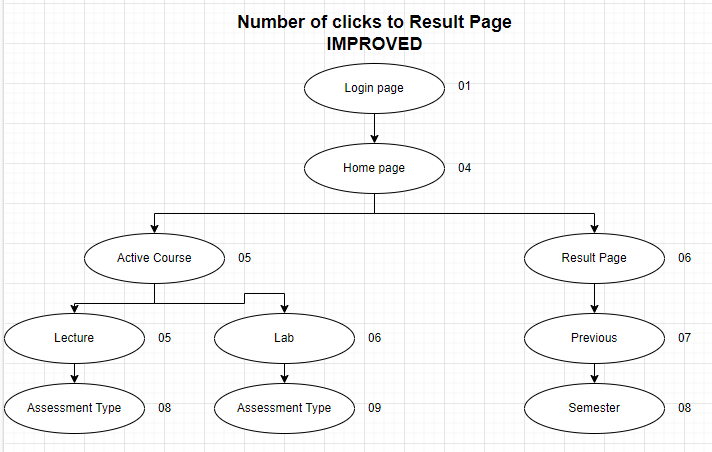 Number of clicks to Result Page
IMPROVED
Login page 01
Home page 04
Active Course 05
Result Page 06
Lecture 05
Lab 06
Previous 07
Assessment Type 08
Assessment Type 09
Semester 08